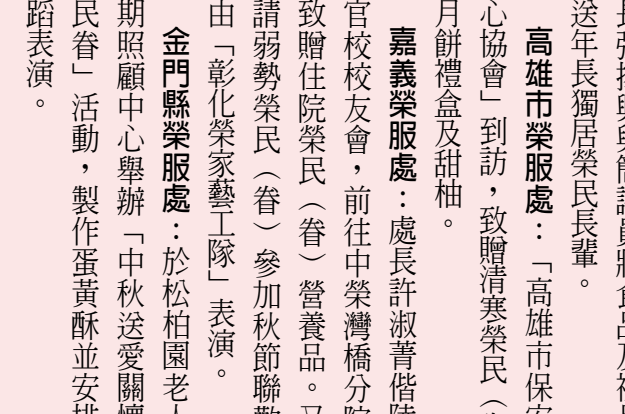 長張
送年長獨居榮民長輩。
高雄市榮服處：「高雄市保安
心協會」到訪，致贈清寒榮民（
月餅禮盒及甜柚。
嘉義榮服處：處長許淑菁偕陸
官校校友會，前往中榮灣橋分院
致贈住院榮民（眷）營養品。又
請弱勢榮民（眷）參加秋節聯歡
由「彰化榮家藝工隊」表演。
金門縣榮服處：於松柏園老人
期照顧中心舉辦「中秋送愛關懷
民眷」活動，製作蛋黃酥並安排
蹈表演。